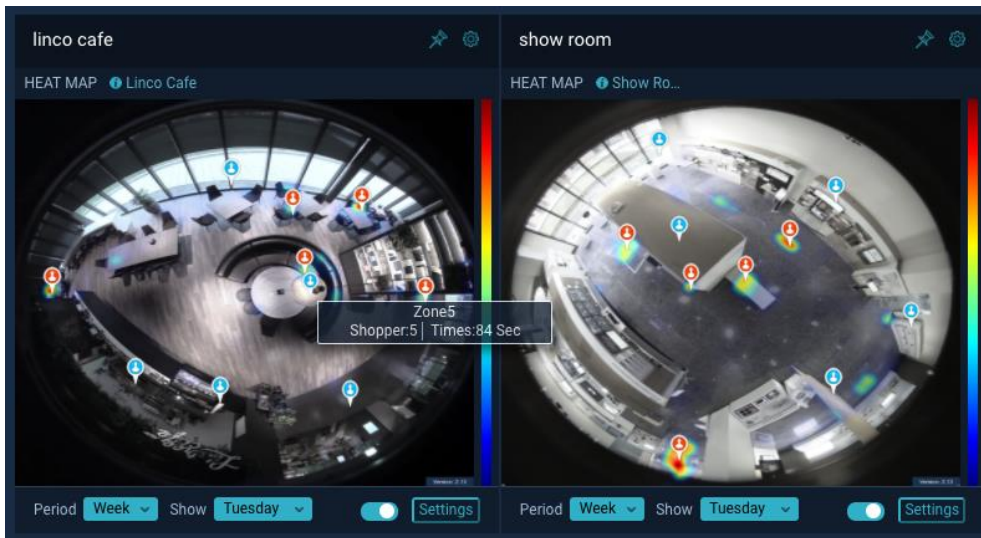 linco cafe
HEAT MAP Linco Cafe
Zone5
Shopper:5 | Times:84 Sec
Period Week Show Tuesday Settings
show room
HEAT MAP Show Ro...
Period Week Show Tuesday Settings